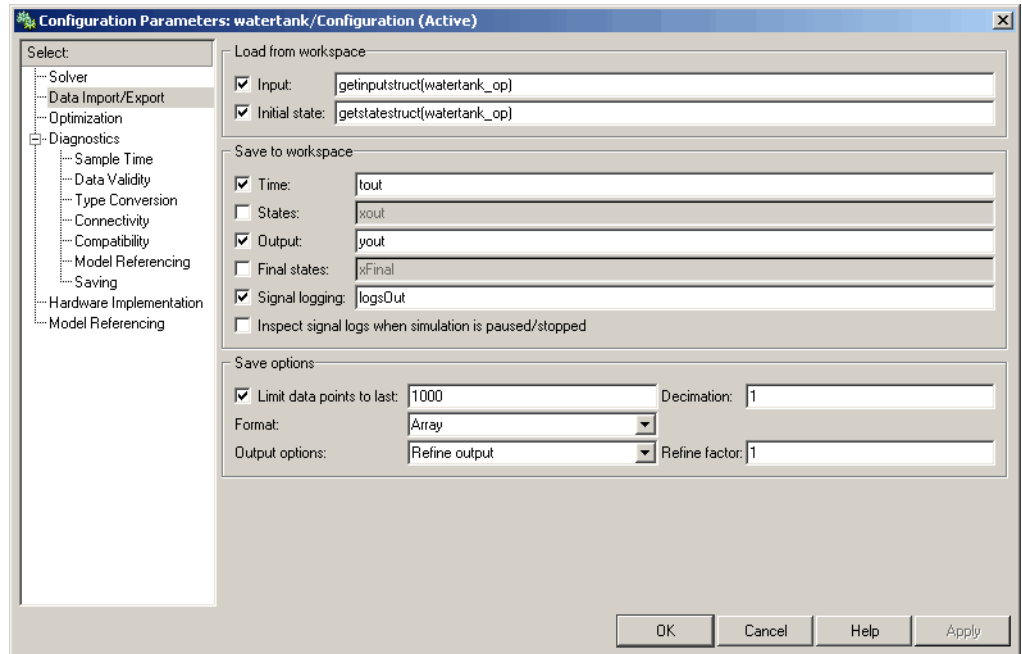 Configuration Parameters: watertank/Configuration (Active)
Select:
Solver
Data Import/Export
Optimization
Diagnostics
Sample Time
Data Validity
Type Conversion
Connectivity
Compatibility
Model Referencing
Saving
Hardware Implementation
Model Referencing
Load from workspace
Input: getinputstruct(watertank_op)
Initial state: getstatestruct(watertank_op)
Save to workspace
Time: tout
States: xout
Output: yout
Final states: xFinal
Signal logging: logsOut
Inspect signal logs when simulation is paused/stopped
Save options
Limit data points to last: 1000 Decimation: 1
Format: Array
Output options: Refine output Refine factor: 1
OK Cancel Help Apply